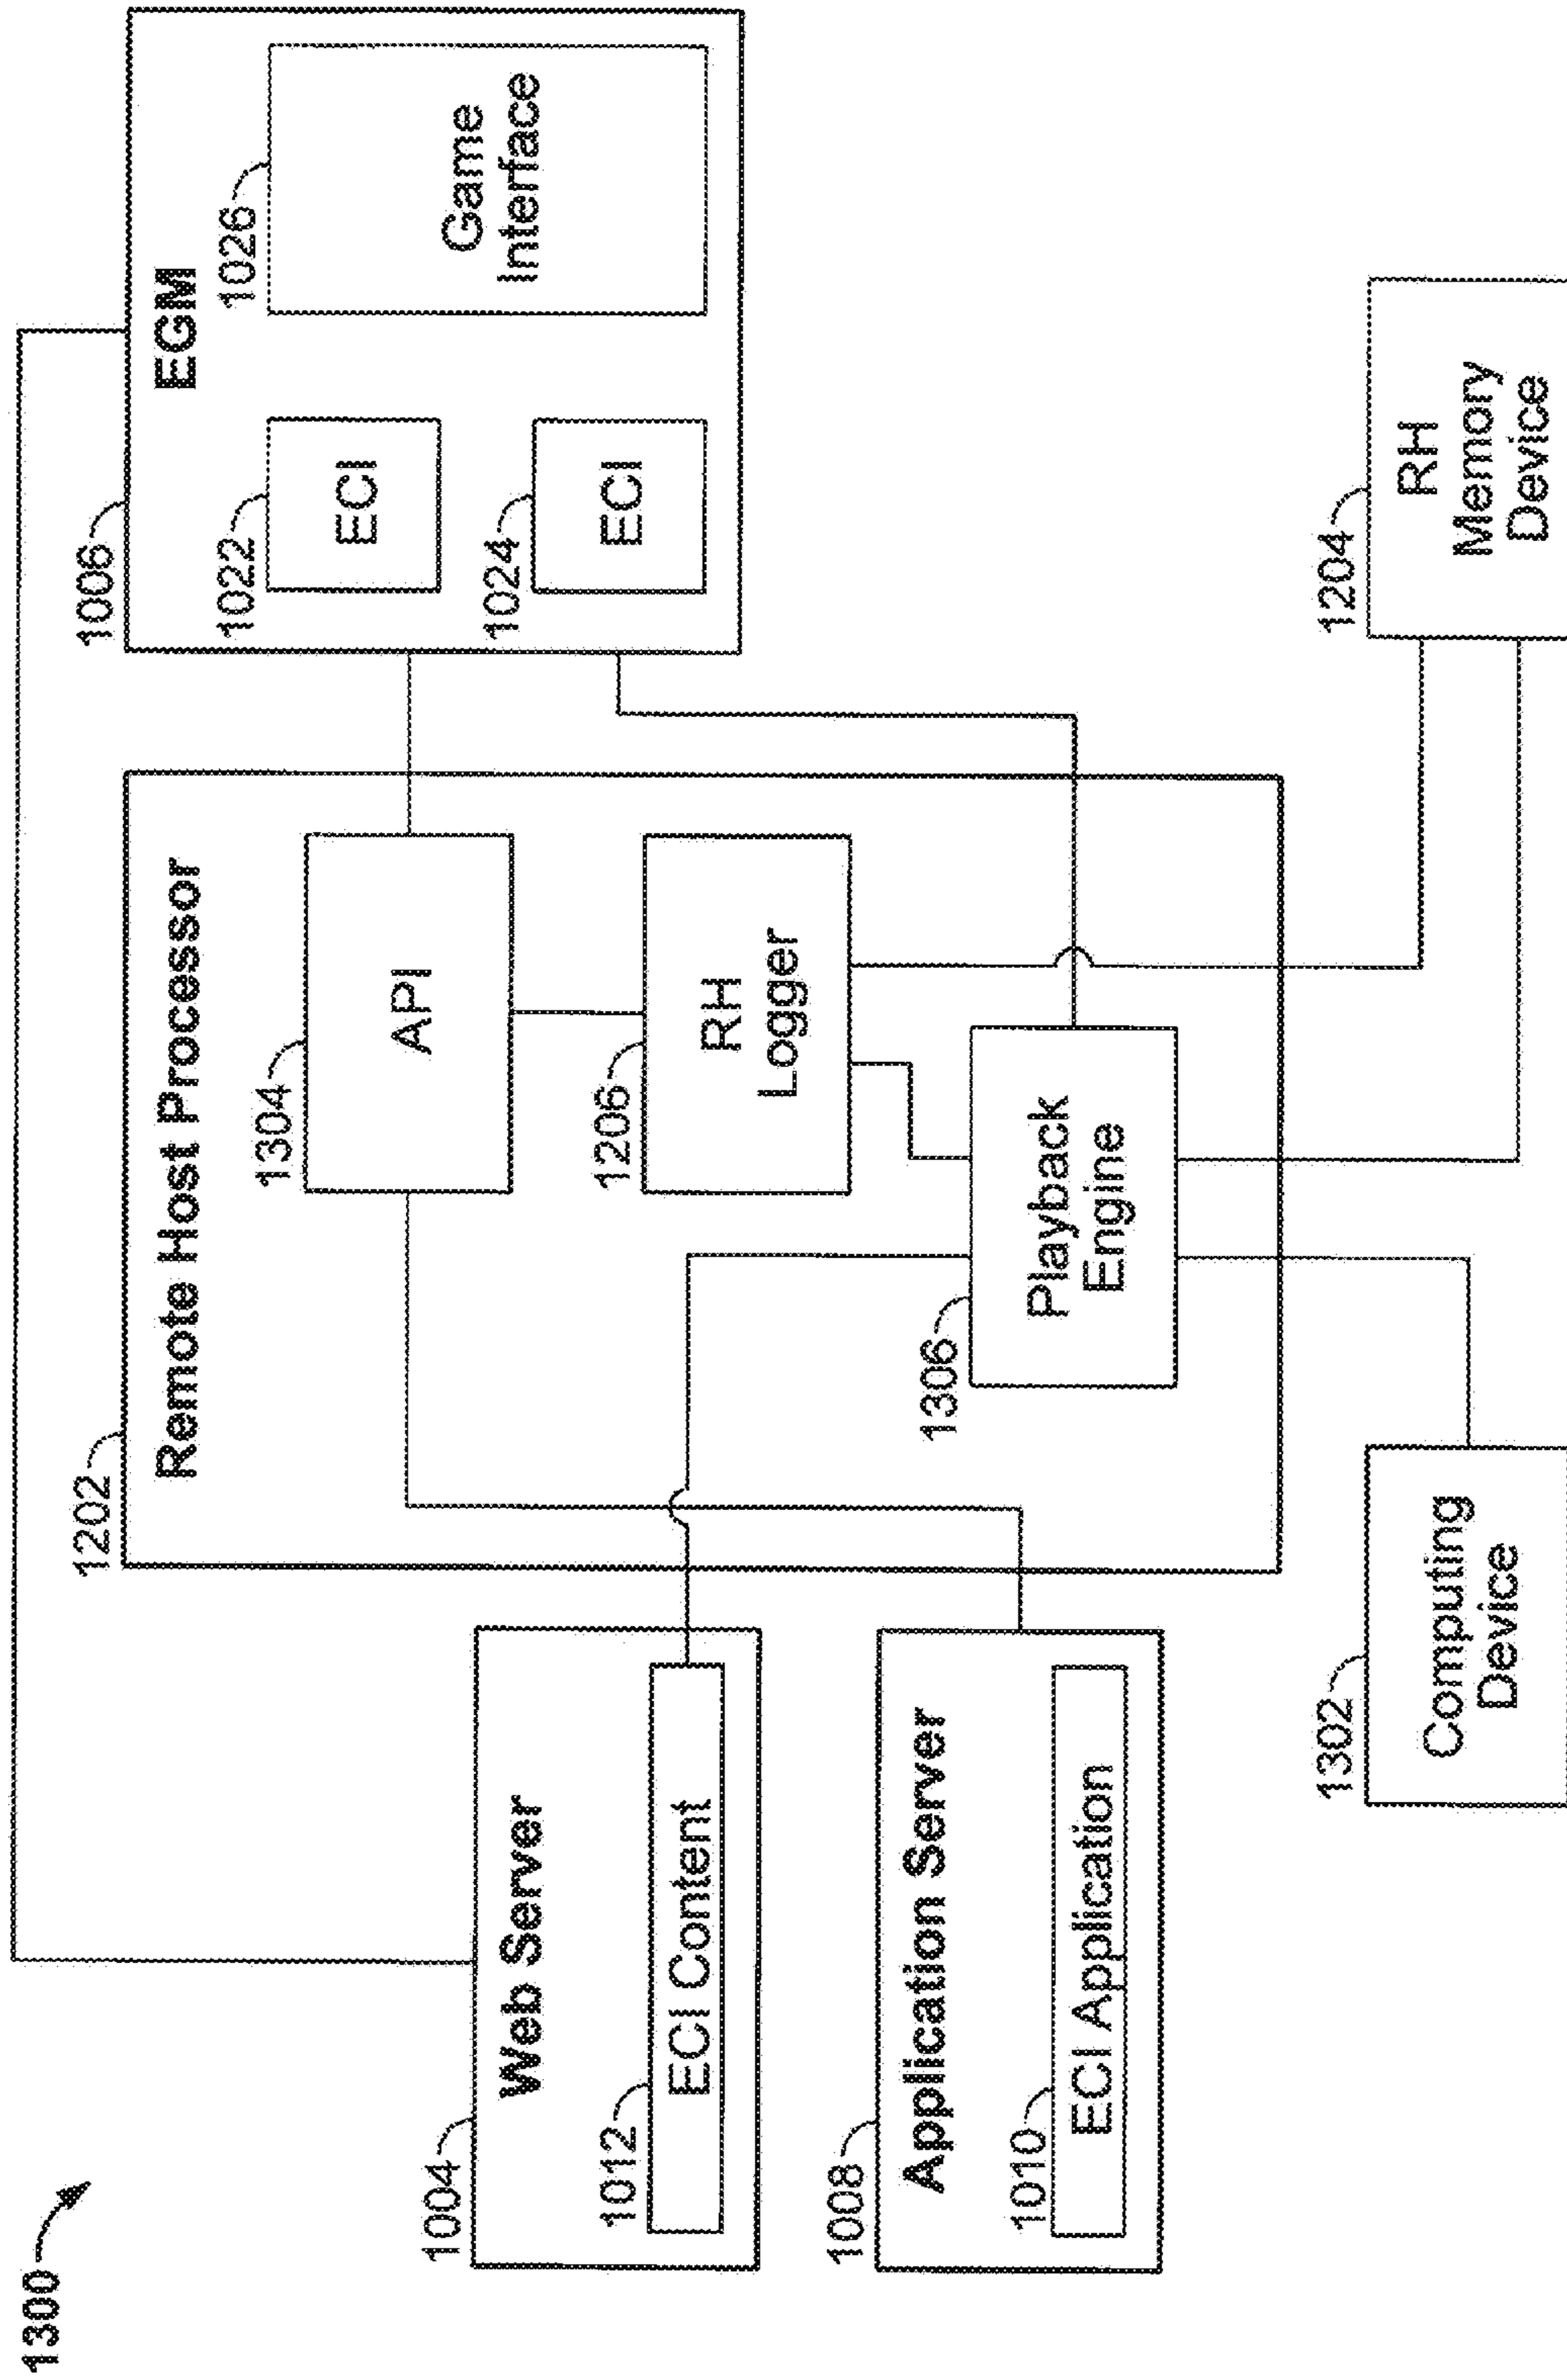 1300
1004
Web Server
1012
ECI Content
1008
Application Server
1010
ECI Application
1202
Remote Host Processor
1304
API
1206
RH
Logger
1306
Playback
Engine
1302
Computing
Device
1006
EGM
1022
ECI
1024
ECI
1026
Game
Interface
1204
RH
Memory
Device